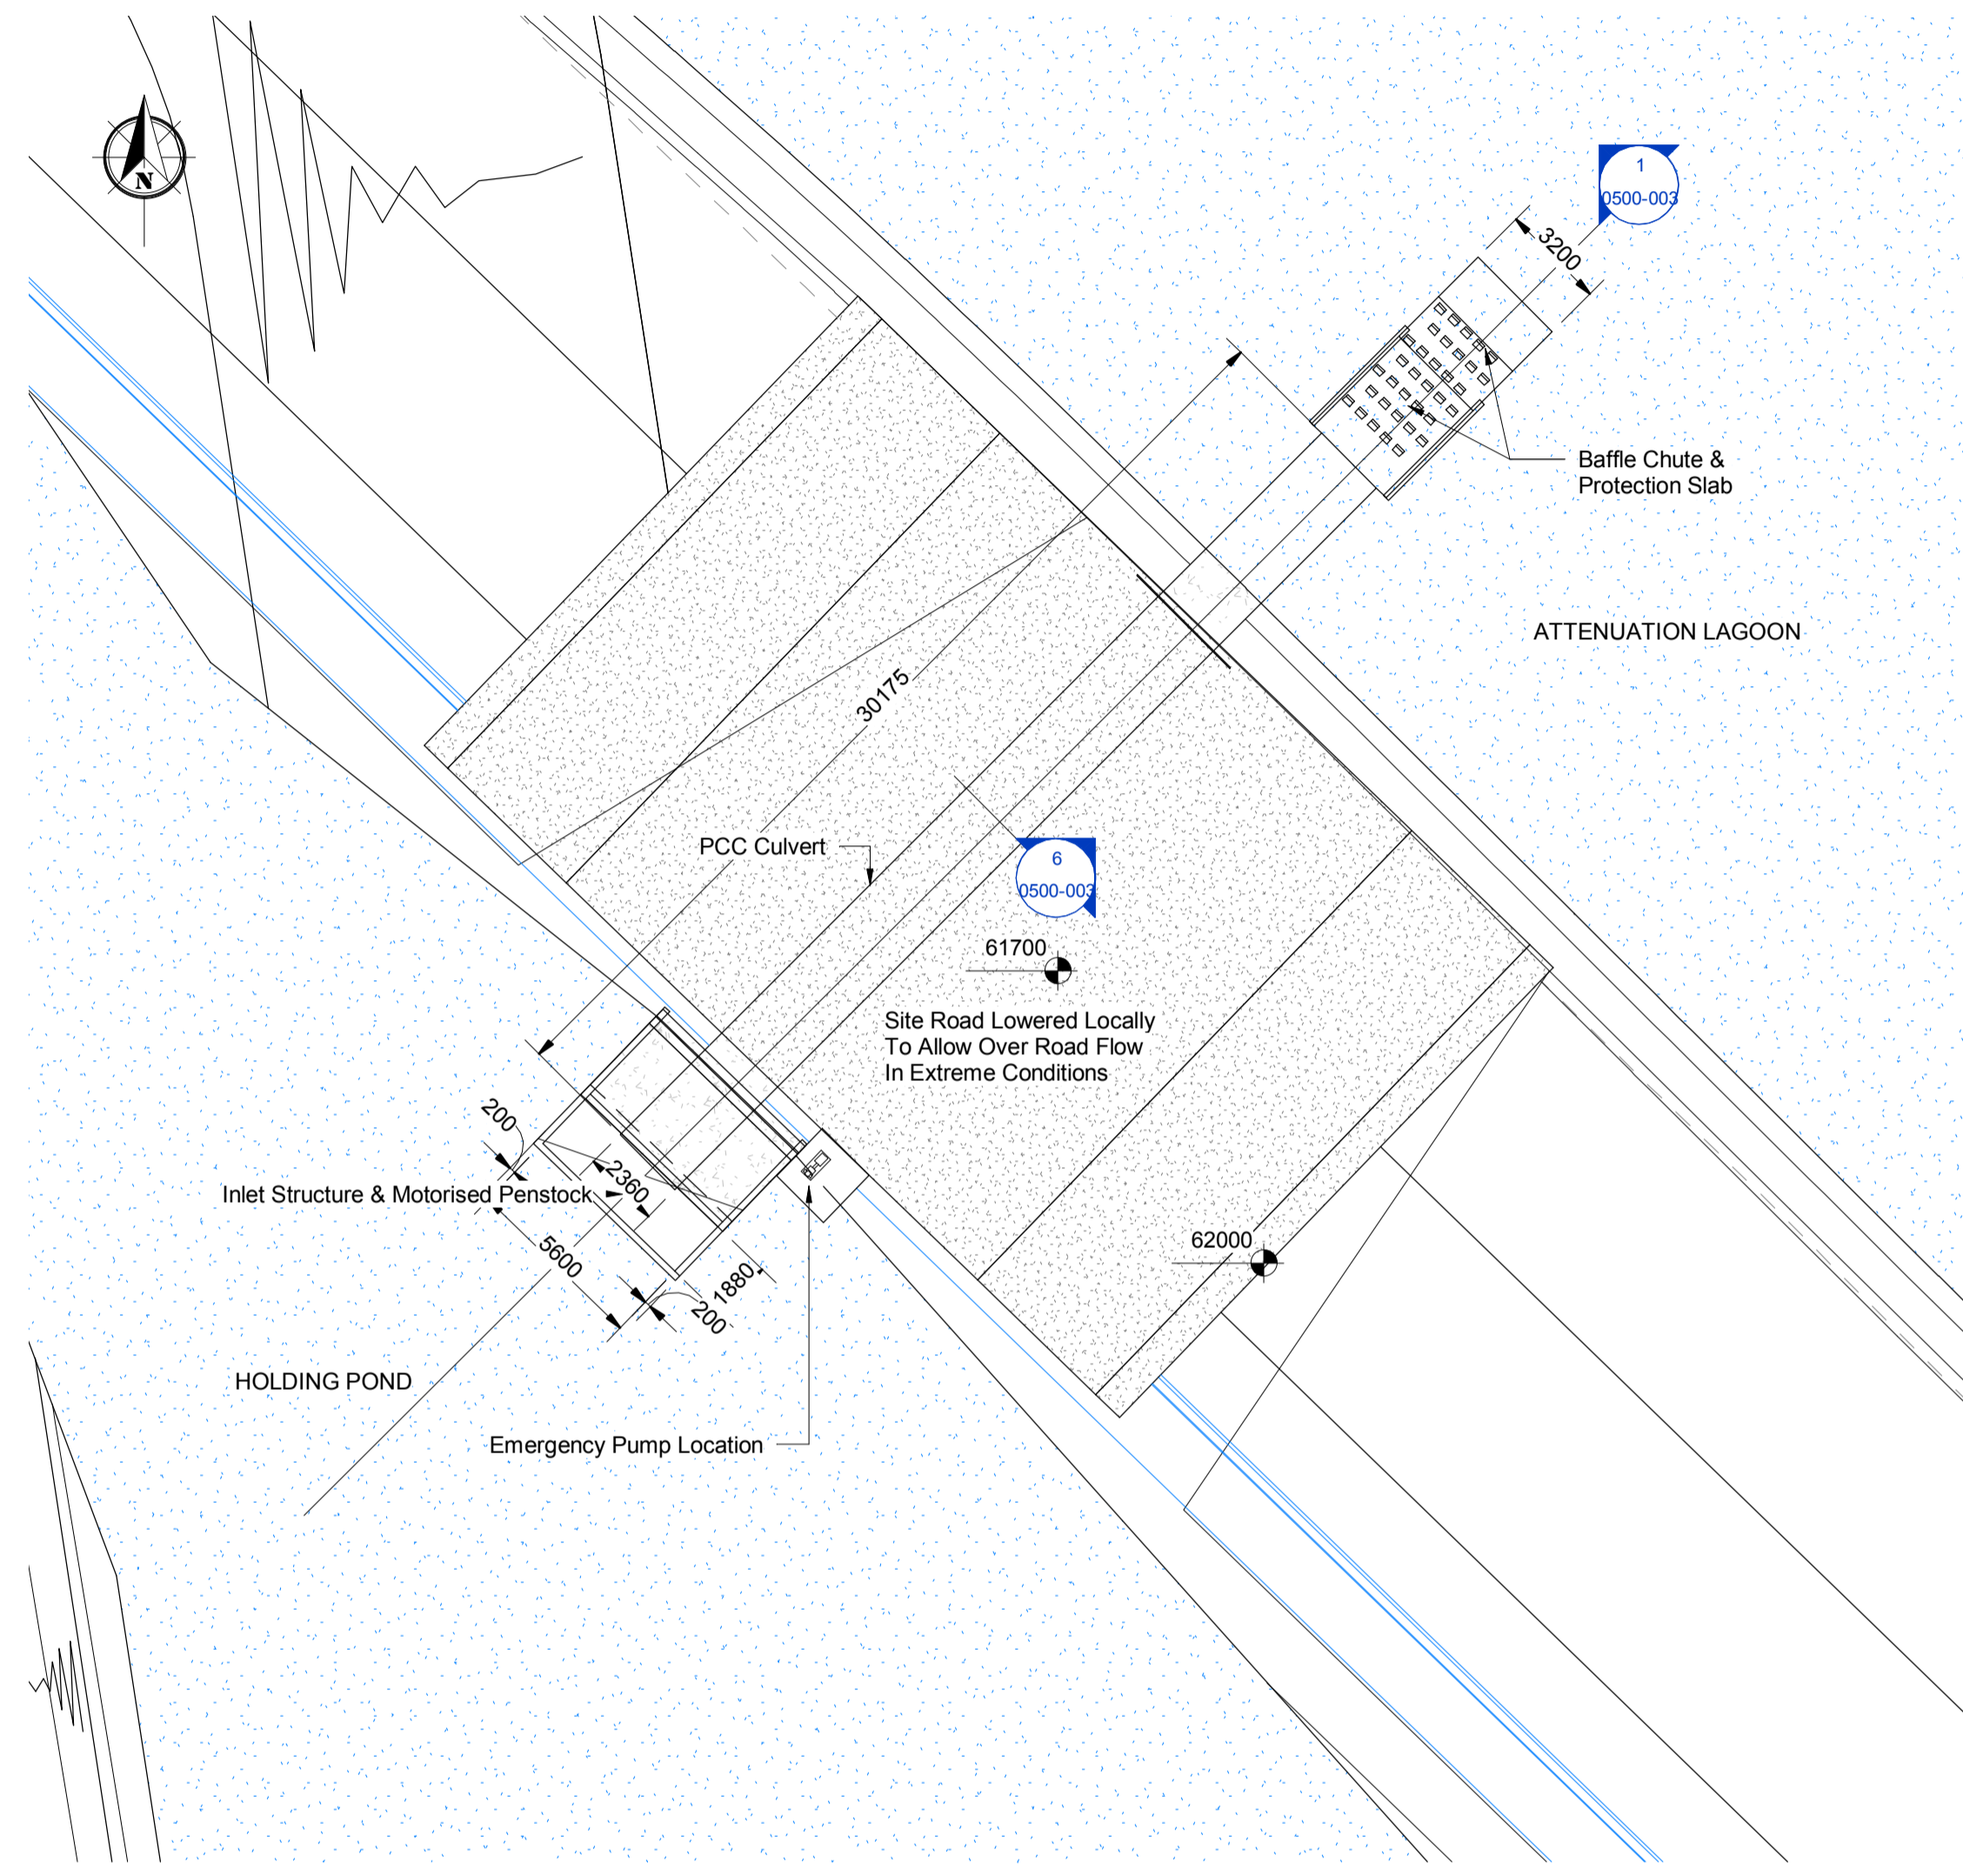 N
1
0500-003
3200
Baffle Chute &
Protection Slab
ATTENUATION LAGOON
30175
PCC Culvert
6
0500-003
61700
Site Road Lowered Locally
To Allow Over Road Flow
In Extreme Conditions
200
2360
Inlet Structure & Motorised Penstock
5600
1880
200
62000
HOLDING POND
Emergency Pump Location